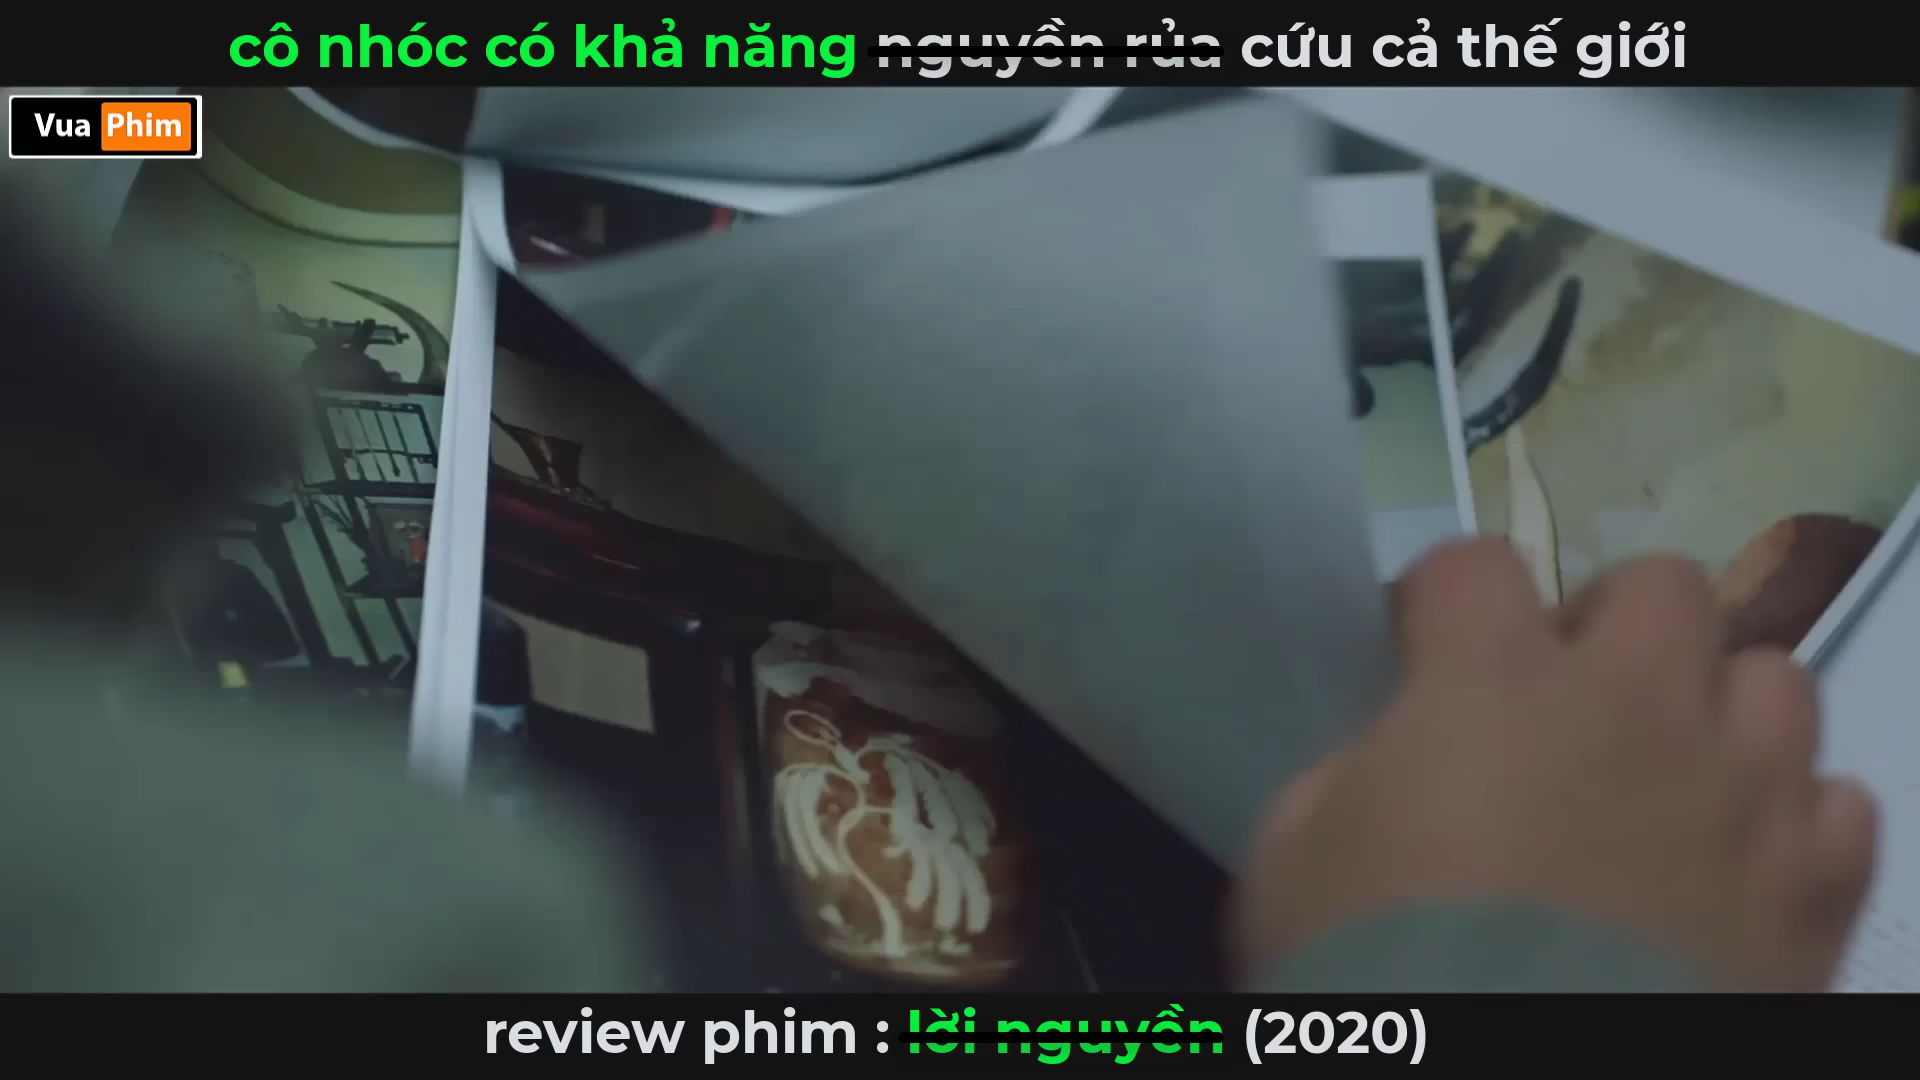 cô nhóc có khả năng nguyền rủa cứu cả thế giới
Vua Phim
review phim : lời nguyền (2020)